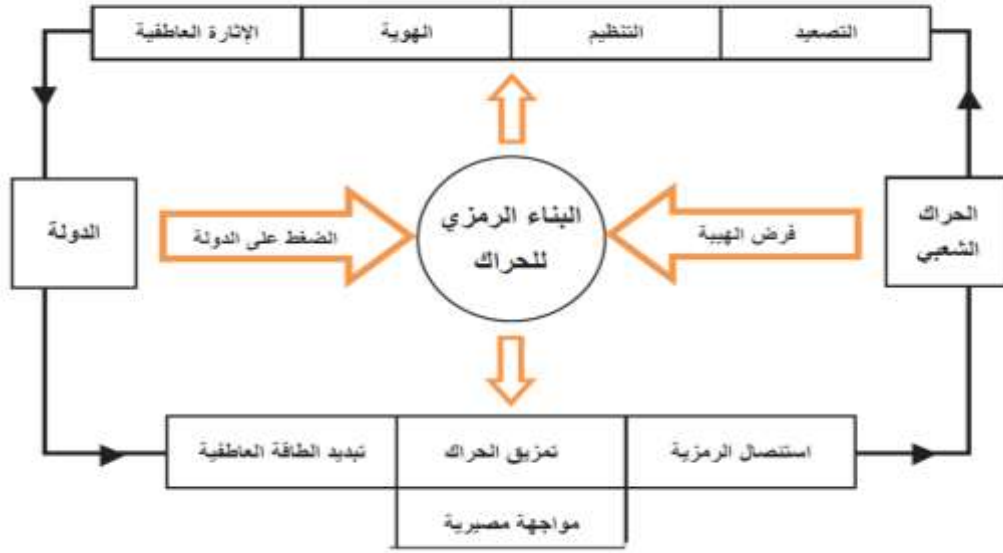 التصعيد
التنظيم
الهوية
الإثارة العاطفية
الحراك
الشعبي
فرض الهيبة
البناء الرمزي
للحراك
الضغط على الدولة
الدولة
استنصال الرمزية
تمزيق الحراك
تبديد الطاقة العاطفية
مواجهة مصيرية